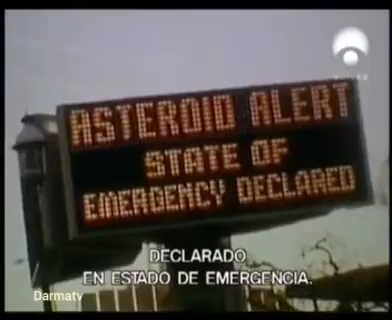 ASTEROID ALERT
STATE OF
EMERGENCY DECLARED
DECLARADO
EN ESTADO DE EMERGENCIA.
Darmatv